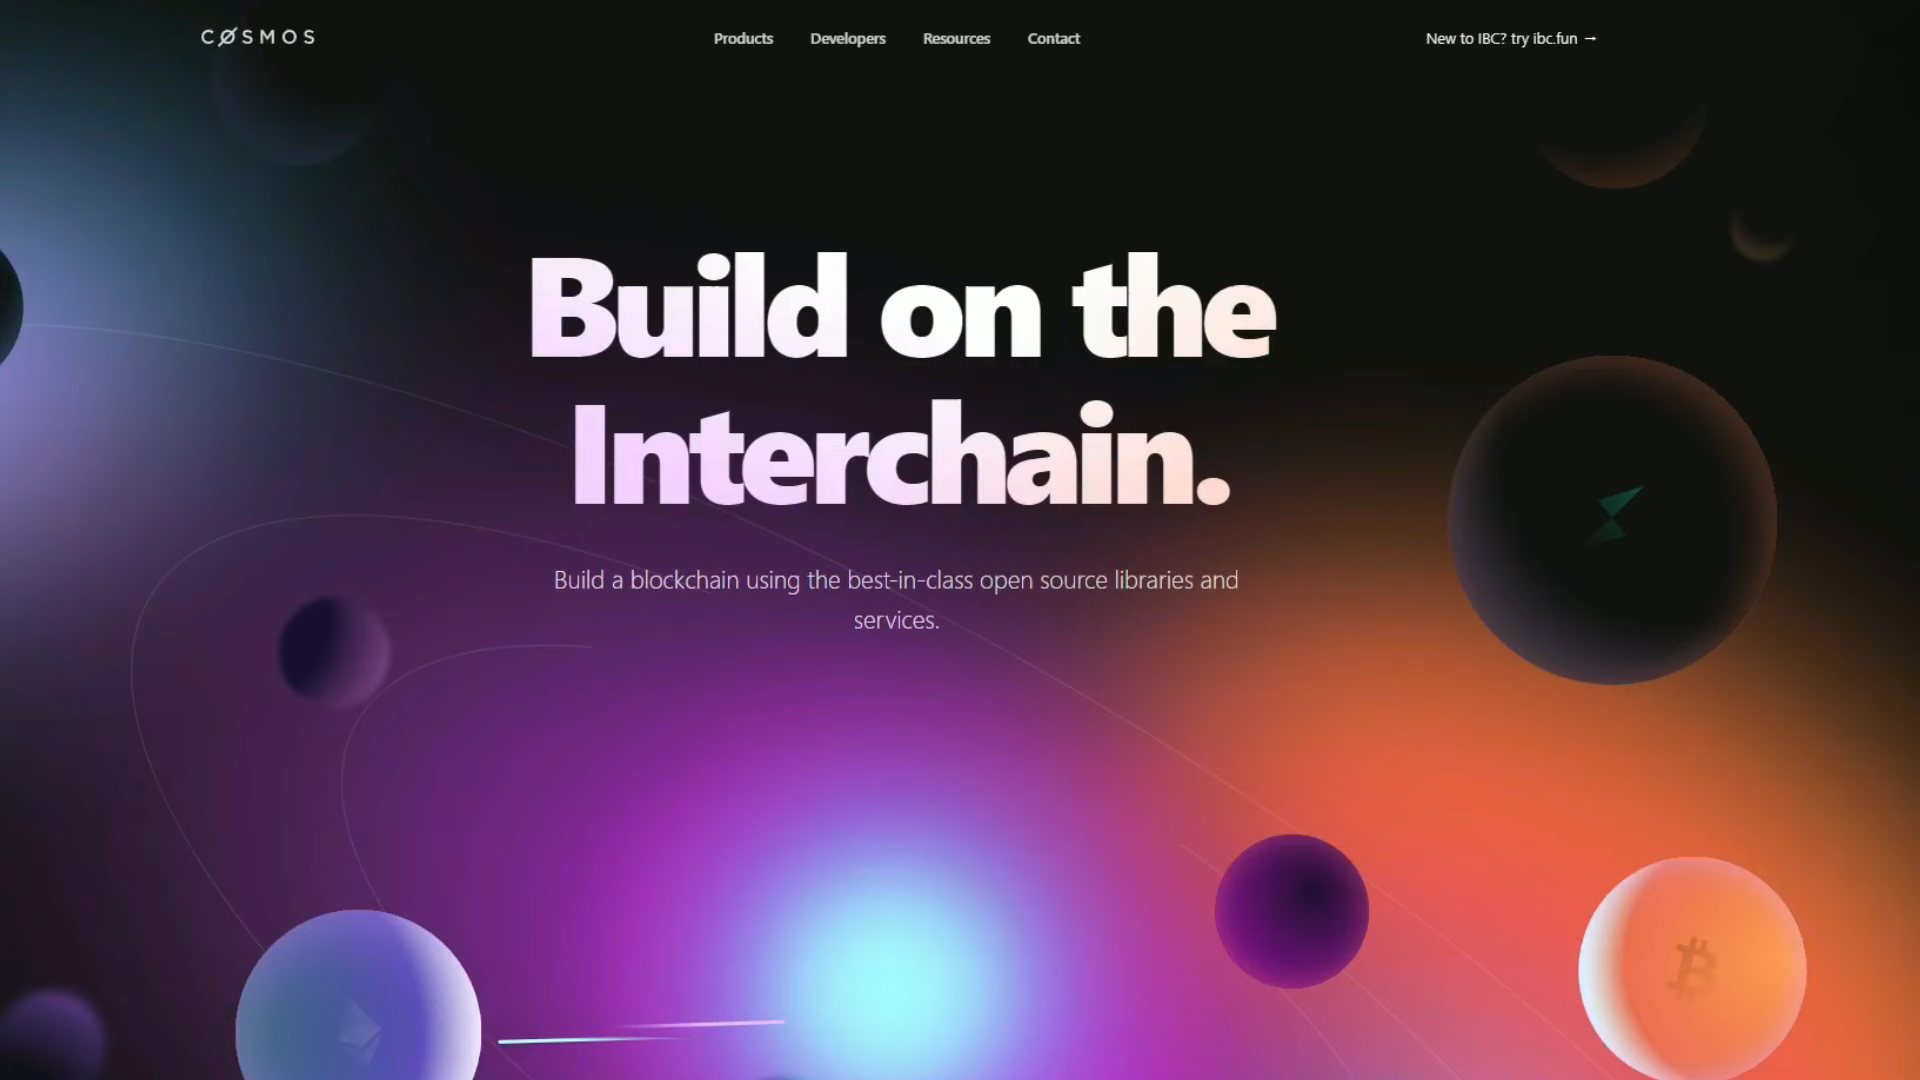 CØSMOS
Products Developers Resources Contact
New to IBC? try ibc.fun →
Build on the
Interchain.
Build a blockchain using the best-in-class open source libraries and
services.